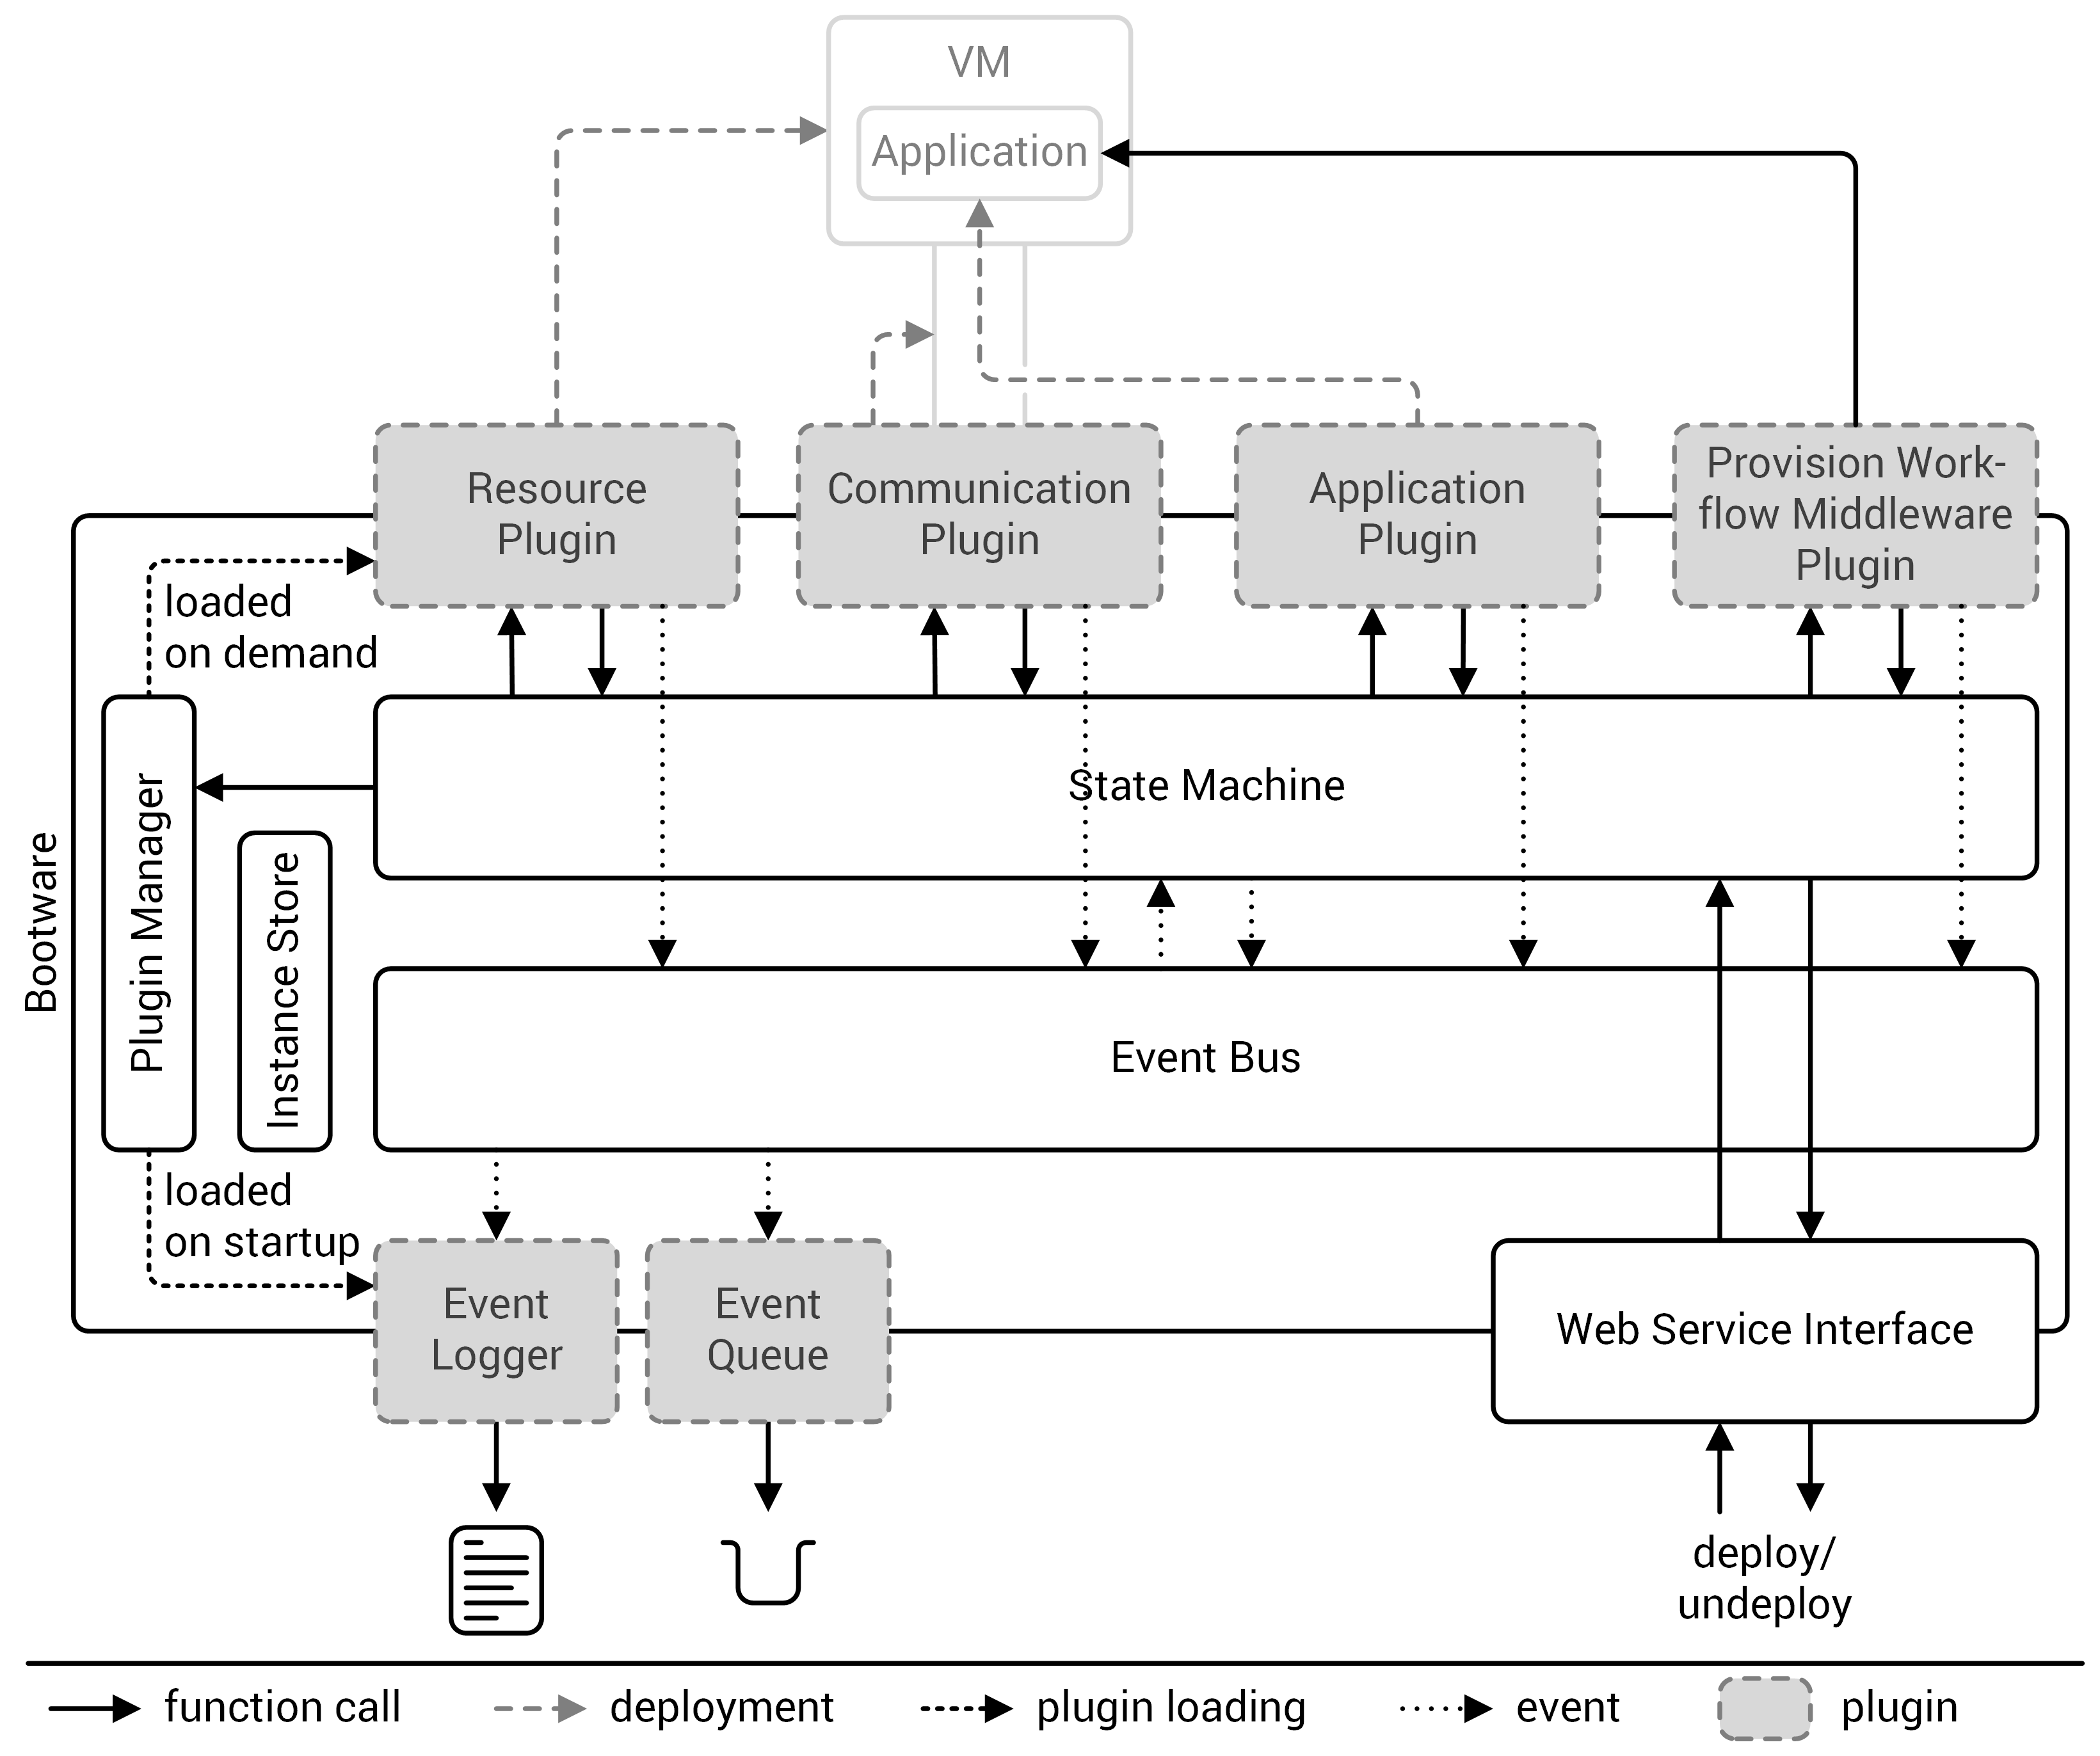 VM
Application
Resource
Plugin
Communication
Plugin
Application
Plugin
Provision Work-
flow Middleware
Plugin
loaded
on demand
State Machine
Bootware
Plugin Manager
Instance Store
Event Bus
loaded
on startup
Event
Logger
Event
Queue
Web Service Interface
deploy/
undeploy
function call
deployment
plugin loading
event
plugin